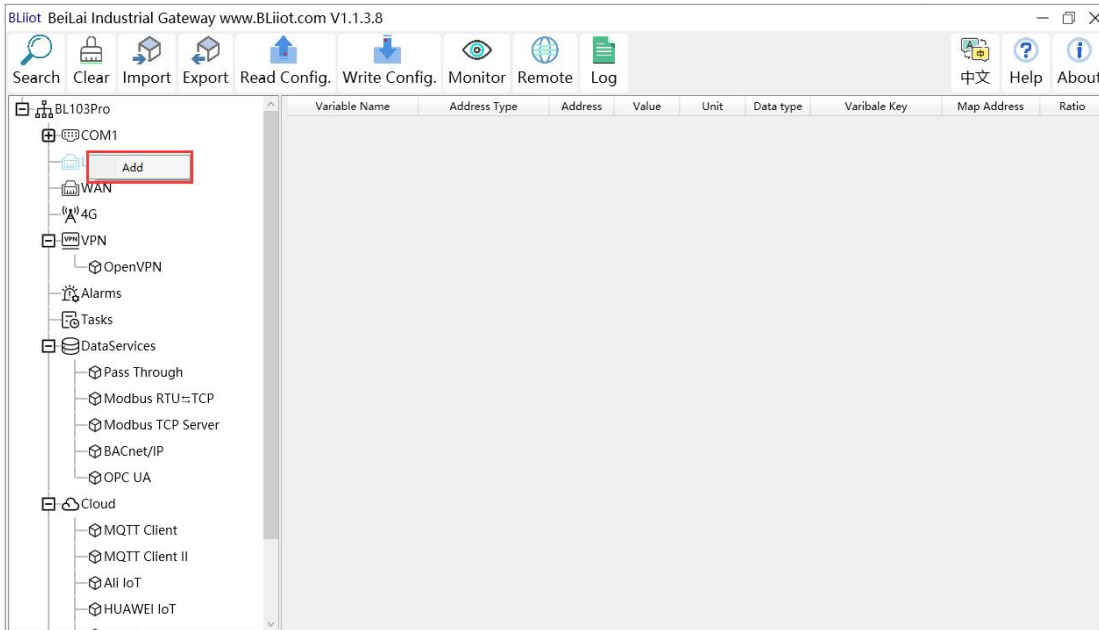 BLiiot BeiLai Industrial Gateway www.BLiiot.com V1.1.3.8
Search Clear Import Export Read Config. Write Config. Monitor Remote Log 中文 Help About
BL103Pro
Variable Name Address Type Address Value Unit Data type Varibale Key Map Address Ratio
COM1
Add
WAN
4G
VPN VPN
OpenVPN
Alarms
Tasks
DataServices
Pass Through
Modbus RTU⇆TCP
Modbus TCP Server
BACnet/IP
OPC UA
Cloud
MQTT Client
MQTT Client II
Ali IoT
HUAWEI IoT